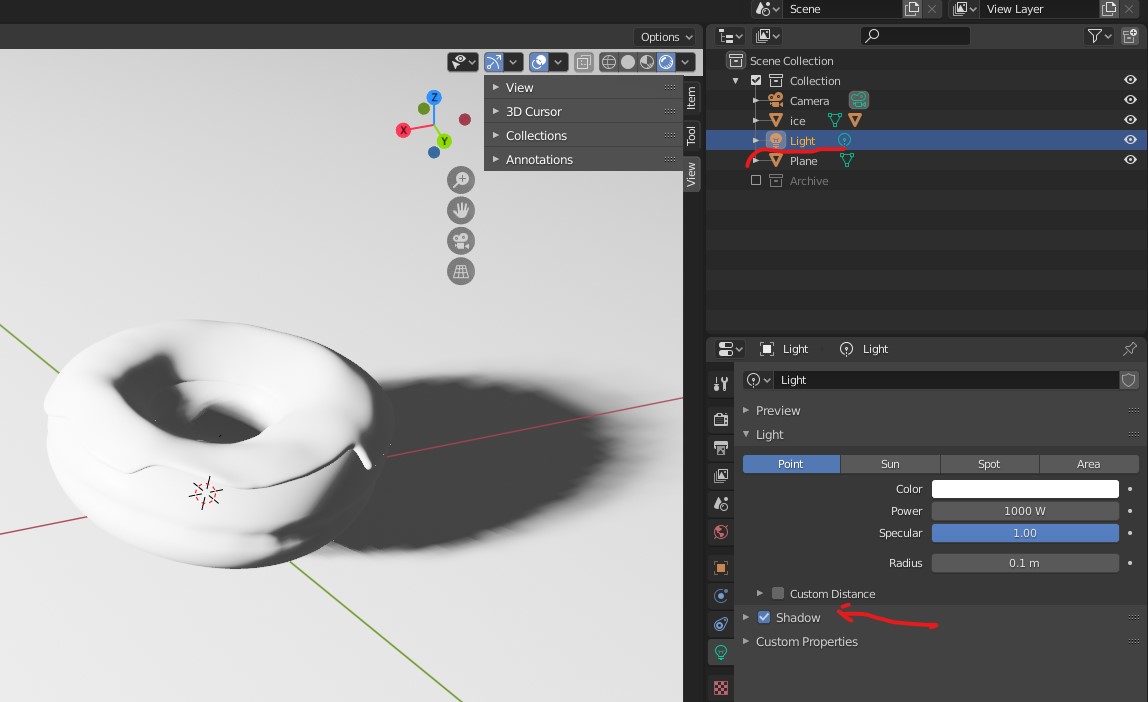 Scene View Layer
Options
View
3D Cursor
Collections
Annotations
Item
Tool
View
Z
X
Y
Scene Collection
Collection
Camera
ice
Light
Plane
Archive
Light Light
Light
Preview
Light
Point Sun Spot Area
Color
Power 1000 W
Specular 1.00
Radius 0.1 m
Custom Distance
Shadow
Custom Properties